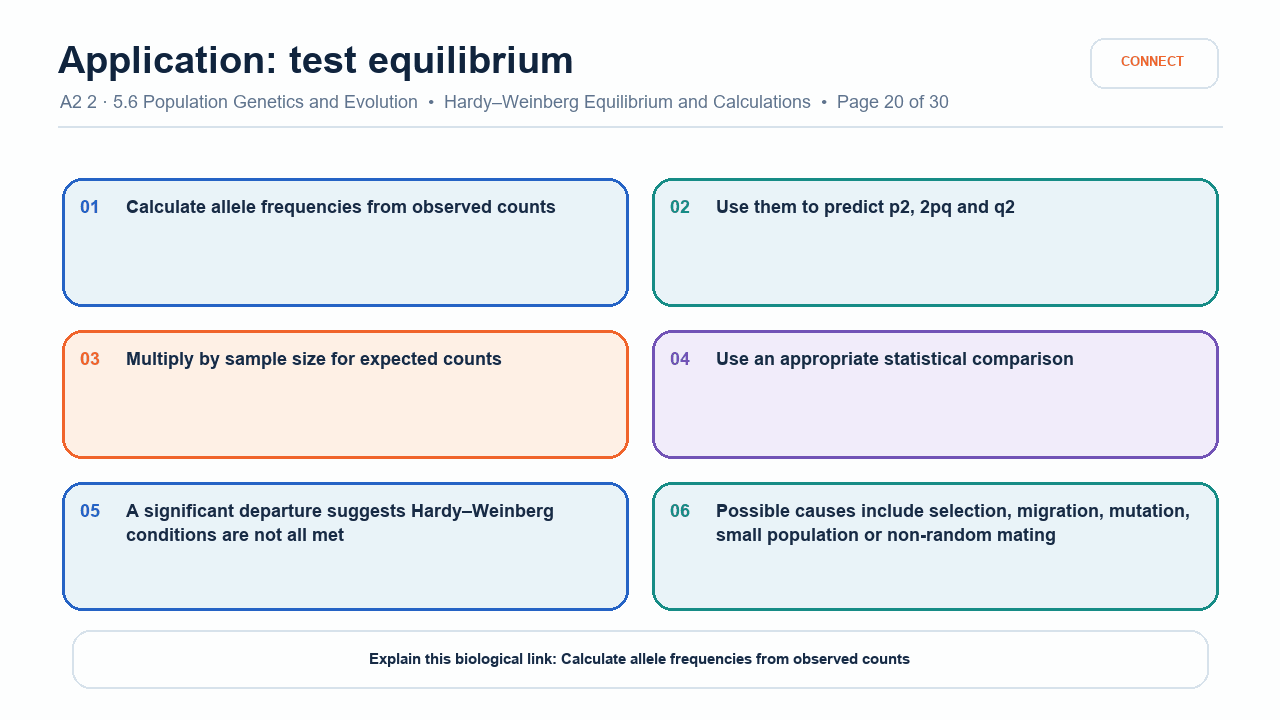 Application: test equilibrium
CONNECT
A2 2 · 5.6 Population Genetics and Evolution • Hardy–Weinberg Equilibrium and Calculations • Page 20 of 30
01 Calculate allele frequencies from observed counts
02 Use them to predict p2, 2pq and q2
03 Multiply by sample size for expected counts
04 Use an appropriate statistical comparison
05 A significant departure suggests Hardy–Weinberg
conditions are not all met
06 Possible causes include selection, migration, mutation,
small population or non-random mating
Explain this biological link: Calculate allele frequencies from observed counts